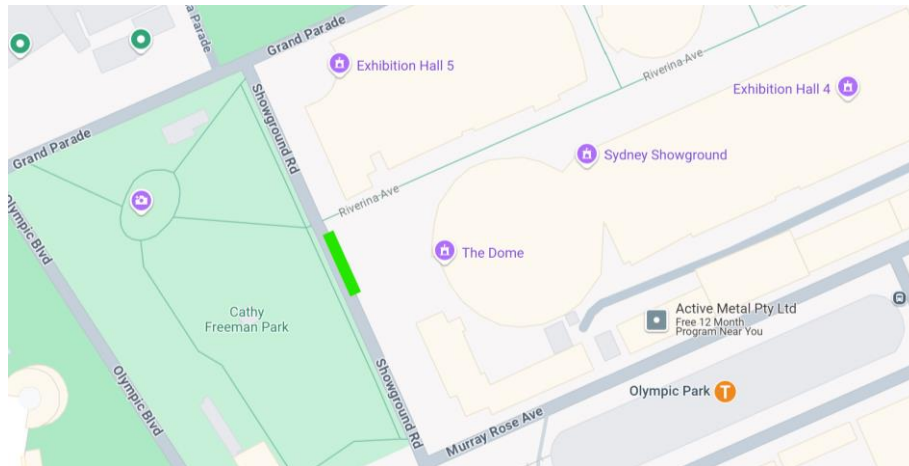 a Parade
Grand Parade
Exhibition Hall 5
Riverina Ave
Exhibition Hall 4
Showground Rd
Grand Parade
Sydney Showground
Riverina Ave
Olympic Blvd
The Dome
Cathy
Freeman Park
Active Metal Pty Ltd
Free 12 Month
Program Near You
Olympic Blvd
Showground Rd
Olympic Park
T
Murray Rose Ave